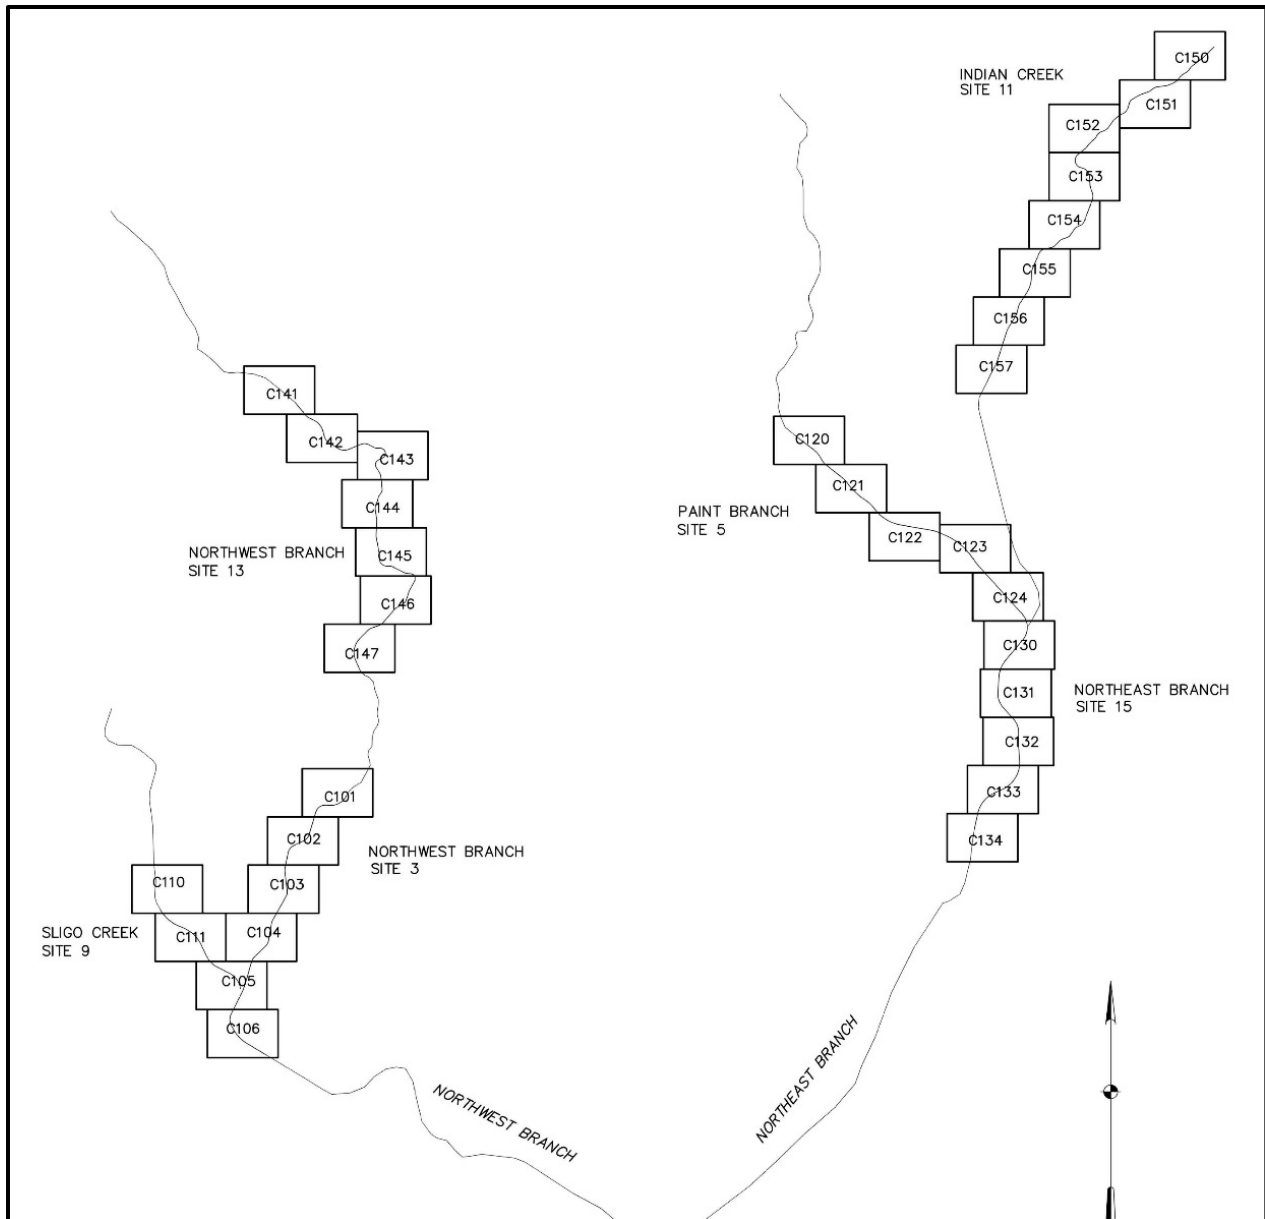 C150
INDIAN CREEK
SITE 11
C151
C152
C153
C154
C155
C156
C157
C141
C142
C143
C144
NORTHWEST BRANCH
SITE 13
C145
C146
C147
C120
C121
PAINT BRANCH
SITE 5
C122
C123
C124
C130
C131
NORTHEAST BRANCH
SITE 15
C132
C133
C134
C101
C102
NORTHWEST BRANCH
SITE 3
C103
C110
SLIGO CREEK
SITE 9
C111
C104
C105
C106
NORTHWEST BRANCH
NORTHEAST BRANCH